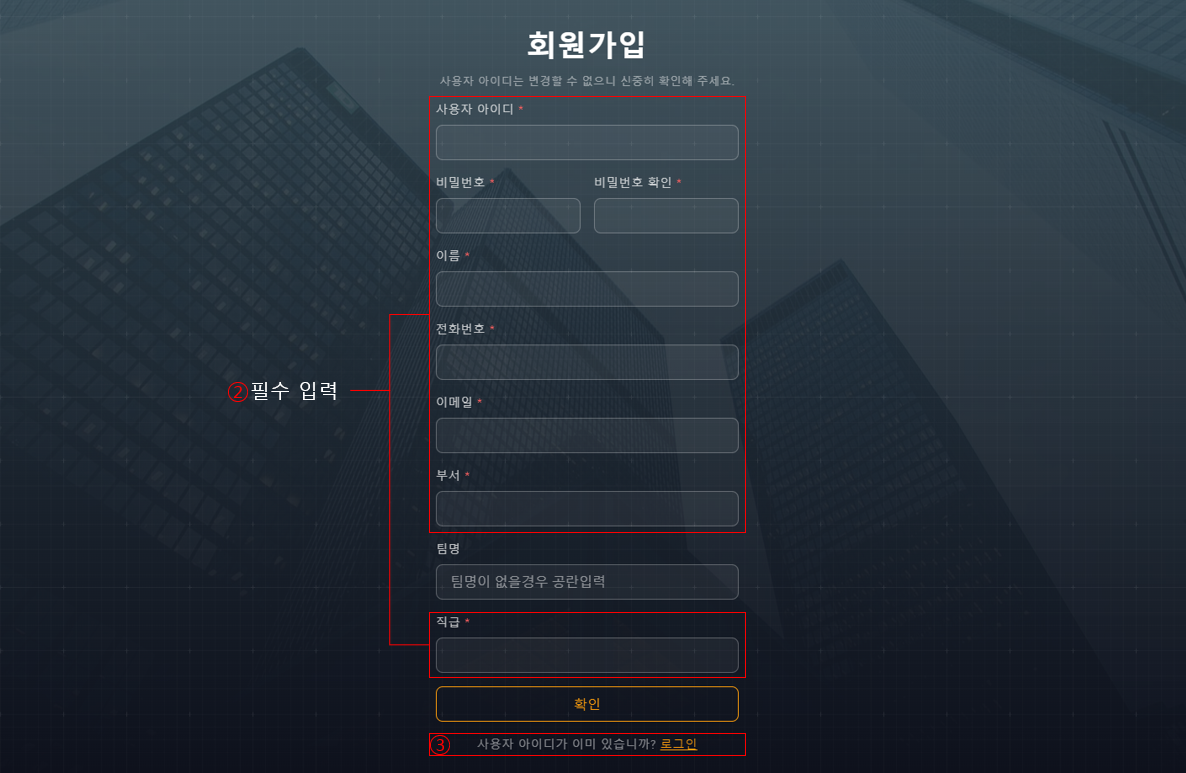 회원가입
사용자 아이디는 변경할 수 없으니 신중히 확인해 주세요.
사용자 아이디 *
비밀번호 * 비밀번호 확인 *
이름 *
전화번호 *
②필수 입력
이메일 *
부서 *
팀명
팀명이 없을경우 공란입력
직급 *
확인
③ 사용자 아이디가 이미 있습니까? 로그인